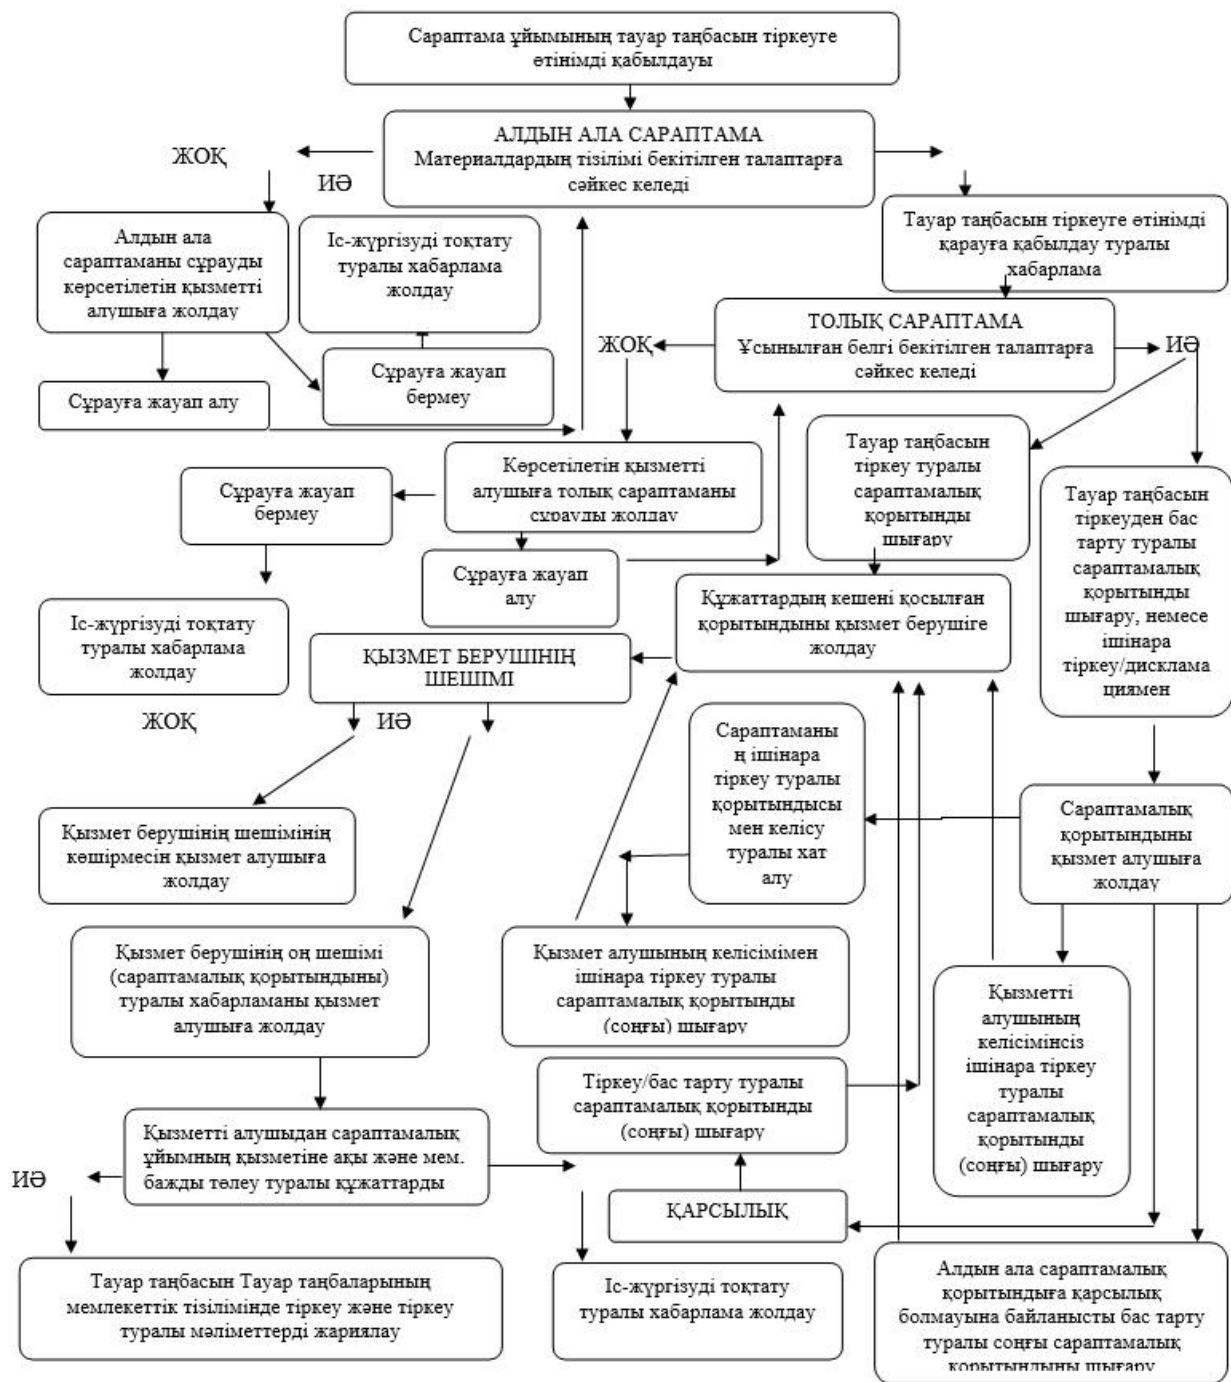 Сараптама ұйымының тауар таңбасын тіркеуге
өтінімді қабылдауы
АЛДЫН АЛА САРАПТАМА
Материалдардың тізілімі бекітілген талаптарға
сәйкес келеді
ЖОҚ
ИӘ
Тауар таңбасын тіркеуге өтінімді
қарауға қабылдау туралы
хабарлама
Алдын ала
сараптаманы сұрауды
көрсетілетін қызметті
алушыға жолдау
Іс-жүргізуді тоқтату
туралы хабарлама
жолдау
ТОЛЫҚ САРАПТАМА
Ұсынылған белгі бекітілген талаптарға
сәйкес келеді
ЖОҚ
ИӘ
Сұрауға жауап алу
Сұрауға жауап
бермеу
Тауар таңбасын
тіркеу туралы
сараптамалық
қорытынды
шығару
Көрсетілетін қызметті
алушыға толық сараптаманы
сұрауды жолдау
Сұрауға жауап
бермеу
Тауар таңбасын
тіркеуден бас
тарту туралы
сараптамалық
қорытынды
шығару, немесе
ішінара
тіркеу/дисклама
циямен
Сұрауға жауап
алу
Құжаттардың кешені қосылған
қорытындыны қызмет берушіге
жолдау
Іс-жүргізуді тоқтату
туралы хабарлама
жолдау
ҚЫЗМЕТ БЕРУШІНІҢ
ШЕШІМІ
ЖОҚ
ИӘ
Сараптаманы
ң ішінара
тіркеу туралы
қорытындысы
мен келісу
туралы хат
алу
Сараптамалық
қорытындыны
қызмет алушыға
жолдау
Қызмет берушінің шешімінің
көшірмесін қызмет алушыға
жолдау
Қызмет берушінің оң шешімі
(сараптамалық қорытындыны)
туралы хабарламаны қызмет
алушыға жолдау
Қызмет алушының келісімімен
ішінара тіркеу туралы
сараптамалық қорытынды
(соңғы) шығару
Қызметті
алушының
келісімінсіз
ішінара тіркеу
туралы
сараптамалық
қорытынды
(соңғы) шығару
Тіркеу/бас тарту туралы
сараптамалық қорытынды
(соңғы) шығару
Қызметті алушыдан сараптамалық
ұйымның қызметіне ақы және мем.
бажды төлеу туралы құжаттарды
ИӘ
ҚАРСЫЛЫҚ
Тауар таңбасын Тауар таңбаларының
мемлекеттік тізілімінде тіркеу және тіркеу
туралы мәліметтерді жариялау
Іс-жүргізуді тоқтату
туралы хабарлама жолдау
Алдын ала сараптамалық
қорытындыға қарсылық
болмауына байланысты бас тарту
туралы соңғы сараптамалық
қорытындыны шығару